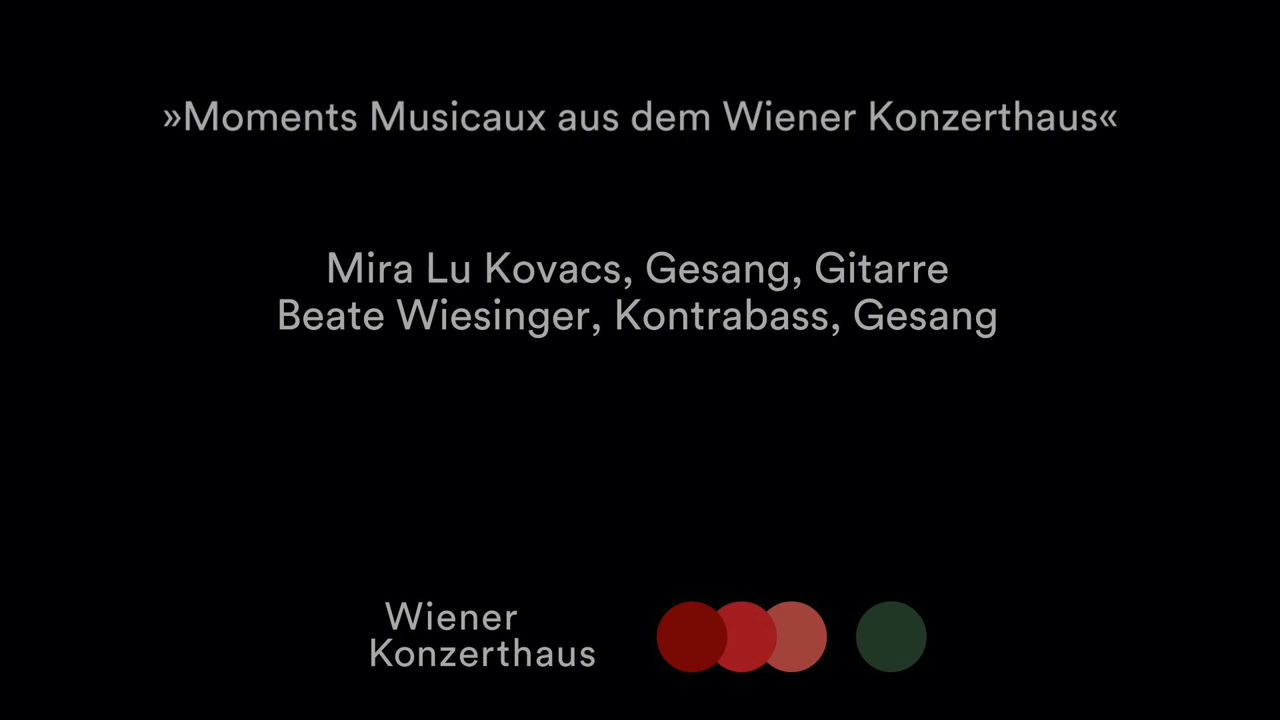 »Moments Musicaux aus dem Wiener Konzerthaus«
Mira Lu Kovacs, Gesang, Gitarre
Beate Wiesinger, Kontrabass, Gesang
Wiener
Konzerthaus